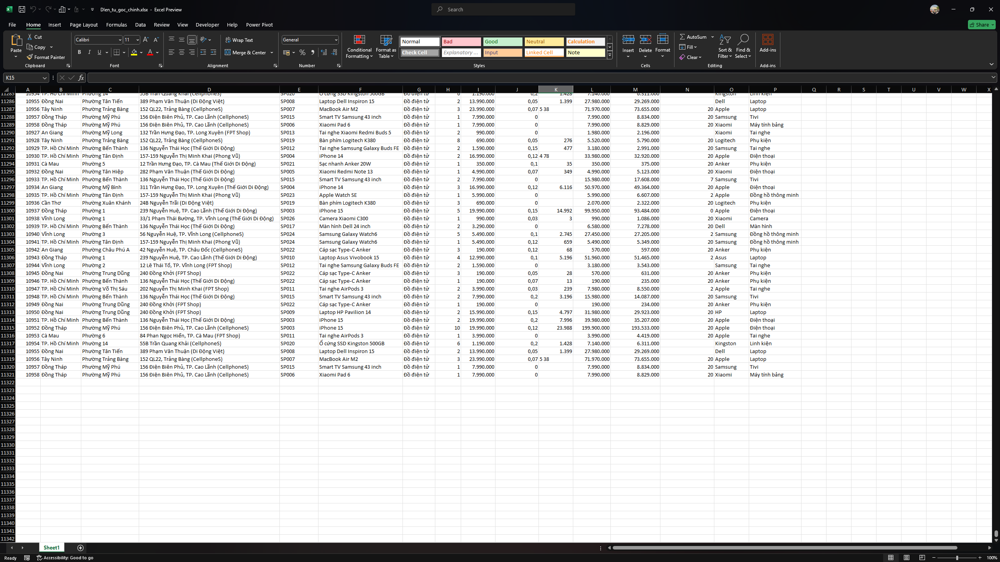 Dlen_tu_goc_chinh.xlsx - Excel Preview
Search
File Home Insert Page Layout Formulas Data Review View Developer Help Power Pivot
Share
Paste
Cut
Copy
Format Painter
Clipboard
Calibri 11
B I U
Font
Wrap Text
Merge & Center
Alignment
General
Number
Conditional Formatting
Format as Table
Normal Bad Good Neutral Calculation
Check Cell Explanatory ... Input Linked Cell Note
Styles
Insert Delete Format
Cells
AutoSum
Fill
Clear
Sort & Filter
Find & Select
Editing
Add-ins
Add-ins
K15
fx
A B C D E F G H I J K L M N O P Q R S T U V W X
11285 10954 TP. Hồ Chí Minh Phường 14 55B Trần Quang Khải (CellphoneS) SP020 Ổ cứng SSD Kingston 500GB Đồ điện tử 6 1.190.000 0,2 1.428 7.140.000 6.311.000 Kingston Linh kiện
11286 10955 Đồng Nai Phường Tân Tiến 389 Phạm Văn Thuận (Di Động Việt) SP008 Laptop Dell Inspiron 15 Đồ điện tử 2 13.990.000 0,05 1.399 27.980.000 29.269.000 Dell Laptop
11287 10956 Tây Ninh Phường Trảng Bàng 152 QL22, Trảng Bàng (CellphoneS) SP007 MacBook Air M2 Đồ điện tử 3 23.990.000 0,07 5 38 71.970.000 73.655.000 20 Apple Laptop
11288 10957 Đồng Tháp Phường Mỹ Phú 156 Điện Biên Phủ, TP. Cao Lãnh (CellphoneS) SP015 Smart TV Samsung 43 inch Đồ điện tử 1 7.990.000 0 7.990.000 8.834.000 20 Samsung Tivi
11289 10958 Đồng Tháp Phường Mỹ Phú 156 Điện Biên Phủ, TP. Cao Lãnh (CellphoneS) SP006 Xiaomi Pad 6 Đồ điện tử 1 7.990.000 0 7.990.000 8.829.000 20 Xiaomi Máy tính bảng
11290 10927 An Giang Phường Mỹ Long 132 Trần Hưng Đạo, TP. Long Xuyên (FPT Shop) SP013 Tai nghe Xiaomi Redmi Buds 5 Đồ điện tử 2 990.000 0 1.980.000 2.196.000 Xiaomi Tai nghe
11291 10928 Tây Ninh Phường Trảng Bàng 152 QL22, Trảng Bàng (CellphoneS) SP019 Bàn phím Logitech K380 Đồ điện tử 8 690.000 0,05 276 5.520.000 5.790.000 20 Logitech Phụ kiện
11292 10929 TP. Hồ Chí Minh Phường Bến Thành 136 Nguyễn Thái Học (Thế Giới Di Động) SP012 Tai nghe Samsung Galaxy Buds FE Đồ điện tử 2 1.590.000 0,15 477 3.180.000 2.991.000 20 Samsung Tai nghe
11293 10930 TP. Hồ Chí Minh Phường Tân Định 157-159 Nguyễn Thị Minh Khai (Phong Vũ) SP004 iPhone 14 Đồ điện tử 2 16.990.000 0,12 4 78 33.980.000 32.920.000 20 Apple Điện thoại
11294 10931 Cà Mau Phường 5 12 Trần Hưng Đạo, TP. Cà Mau (Thế Giới Di Động) SP021 Sạc nhanh Anker 20W Đồ điện tử 1 350.000 0,1 35 350.000 375.000 20 Anker Phụ kiện
11295 10932 Đồng Nai Phường Tân Hiệp 282 Phạm Văn Thuận (Thế Giới Di Động) SP005 Xiaomi Redmi Note 13 Đồ điện tử 1 4.990.000 0,07 349 4.990.000 5.123.000 20 Xiaomi Điện thoại
11296 10933 TP. Hồ Chí Minh Phường Bến Thành 136 Nguyễn Thái Học (Thế Giới Di Động) SP015 Smart TV Samsung 43 inch Đồ điện tử 2 7.990.000 0 15.980.000 17.608.000 7 Samsung Tivi
11297 10934 An Giang Phường Mỹ Bình 311 Trần Hưng Đạo, TP. Long Xuyên (Thế Giới Di Động) SP004 iPhone 14 Đồ điện tử 3 16.990.000 0,12 6.116 50.970.000 49.364.000 20 Apple Điện thoại
11298 10935 TP. Hồ Chí Minh Phường Tân Định 157-159 Nguyễn Thị Minh Khai (Phong Vũ) SP023 Apple Watch SE Đồ điện tử 1 5.990.000 0 5.990.000 6.607.000 2 Apple Đồng hồ thông minh
11299 10936 Cần Thơ Phường Xuân Khánh 24B Nguyễn Trãi (Di Động Việt) SP019 Bàn phím Logitech K380 Đồ điện tử 3 690.000 0 2.070.000 2.322.000 20 Logitech Phụ kiện
11300 10937 Đồng Tháp Phường 1 239 Nguyễn Huệ, TP. Cao Lãnh (Thế Giới Di Động) SP003 iPhone 15 Đồ điện tử 5 19.990.000 0,15 14.992 99.950.000 93.484.000 0 Apple Điện thoại
11301 10938 Vĩnh Long Phường 1 33/1 Phạm Thái Bường, TP. Vĩnh Long (Thế Giới Di Động) SP026 Camera Xiaomi C300 Đồ điện tử 1 990.000 0,03 3 990.000 1.086.000 20 Xiaomi Camera
11302 10939 TP. Hồ Chí Minh Phường Bến Thành 136 Nguyễn Thái Học (Thế Giới Di Động) SP017 Màn hình Dell 24 inch Đồ điện tử 2 3.290.000 0 6.580.000 7.278.000 20 Dell Màn hình
11303 10940 Vĩnh Long Phường 3 56 Nguyễn Huệ, TP. Vĩnh Long (CellphoneS) SP024 Samsung Galaxy Watch6 Đồ điện tử 5 5.490.000 0,1 2.745 27.450.000 27.205.000 2 Samsung Đồng hồ thông minh
11304 10941 TP. Hồ Chí Minh Phường Tân Định 157-159 Nguyễn Thị Minh Khai (Phong Vũ) SP024 Samsung Galaxy Watch6 Đồ điện tử 1 5.490.000 0,12 659 5.490.000 5.349.000 20 Samsung Đồng hồ thông minh
11305 10942 An Giang Phường Châu Phú A 42 Nguyễn Huệ, TP. Châu Đốc (CellphoneS) SP022 Cáp sạc Type-C Anker Đồ điện tử 3 190.000 0,12 68 570.000 597.000 20 Anker Phụ kiện
11306 10943 Đồng Tháp Phường 1 239 Nguyễn Huệ, TP. Cao Lãnh (Thế Giới Di Động) SP010 Laptop Asus Vivobook 15 Đồ điện tử 4 12.990.000 0,1 5.196 51.960.000 51.465.000 2 Asus Laptop
11307 10944 Vĩnh Long Phường 2 12 Lê Thái Tổ, TP. Vĩnh Long (FPT Shop) SP012 Tai nghe Samsung Galaxy Buds FE Đồ điện tử 2 1.590.000 0 3.180.000 3.543.000 Samsung Tai nghe
11308 10945 Đồng Nai Phường Trung Dũng 240 Đồng Khởi (FPT Shop) SP022 Cáp sạc Type-C Anker Đồ điện tử 3 190.000 0,05 28 570.000 631.000 20 Anker Phụ kiện
11309 10946 TP. Hồ Chí Minh Phường Bến Thành 136 Nguyễn Thái Học (Thế Giới Di Động) SP022 Cáp sạc Type-C Anker Đồ điện tử 1 190.000 0,07 13 190.000 235.000 20 Anker Phụ kiện
11310 10947 TP. Hồ Chí Minh Phường Võ Thị Sáu 202 Nguyễn Thị Minh Khai (FPT Shop) SP011 Tai nghe AirPods 3 Đồ điện tử 2 3.990.000 0,03 239 7.980.000 8.550.000 2 Apple Tai nghe
11311 10948 TP. Hồ Chí Minh Phường Bến Thành 136 Nguyễn Thái Học (Thế Giới Di Động) SP015 Smart TV Samsung 43 inch Đồ điện tử 2 7.990.000 0,2 3.196 15.980.000 14.087.000 20 Samsung Tivi
11312 10949 Đồng Nai Phường Trung Dũng 240 Đồng Khởi (FPT Shop) SP022 Cáp sạc Type-C Anker Đồ điện tử 1 190.000 0 190.000 234.000 20 Anker Phụ kiện
11313 10950 Đồng Nai Phường Trung Dũng 240 Đồng Khởi (FPT Shop) SP009 Laptop HP Pavilion 14 Đồ điện tử 2 15.990.000 0,15 4.797 31.980.000 29.923.000 20 HP Laptop
11314 10951 TP. Hồ Chí Minh Phường Bến Thành 136 Nguyễn Thái Học (Thế Giới Di Động) SP003 iPhone 15 Đồ điện tử 2 19.990.000 0,2 7.996 39.980.000 35.207.000 20 Apple Điện thoại
11315 10952 Đồng Tháp Phường Mỹ Phú 156 Điện Biên Phủ, TP. Cao Lãnh (CellphoneS) SP003 iPhone 15 Đồ điện tử 10 19.990.000 0,12 23.988 199.900.000 193.533.000 20 Apple Điện thoại
11316 10953 Cà Mau Phường 6 84 Phan Ngọc Hiển, TP. Cà Mau (FPT Shop) SP011 Tai nghe AirPods 3 Đồ điện tử 1 3.990.000 0 3.990.000 4.419.000 20 Apple Tai nghe
11317 10954 TP. Hồ Chí Minh Phường 14 55B Trần Quang Khải (CellphoneS) SP020 Ổ cứng SSD Kingston 500GB Đồ điện tử 6 1.190.000 0,2 1.428 7.140.000 6.311.000 Kingston Linh kiện
11318 10955 Đồng Nai Phường Tân Tiến 389 Phạm Văn Thuận (Di Động Việt) SP008 Laptop Dell Inspiron 15 Đồ điện tử 2 13.990.000 0,05 1.399 27.980.000 29.269.000 Dell Laptop
11319 10956 Tây Ninh Phường Trảng Bàng 152 QL22, Trảng Bàng (CellphoneS) SP007 MacBook Air M2 Đồ điện tử 3 23.990.000 0,07 5 38 71.970.000 73.655.000 20 Apple Laptop
11320 10957 Đồng Tháp Phường Mỹ Phú 156 Điện Biên Phủ, TP. Cao Lãnh (CellphoneS) SP015 Smart TV Samsung 43 inch Đồ điện tử 1 7.990.000 0 7.990.000 8.834.000 20 Samsung Tivi
11321 10958 Đồng Tháp Phường Mỹ Phú 156 Điện Biên Phủ, TP. Cao Lãnh (CellphoneS) SP006 Xiaomi Pad 6 Đồ điện tử 1 7.990.000 0 7.990.000 8.829.000 20 Xiaomi Máy tính bảng
11322
11323
11324
11325
11326
11327
11328
11329
11330
11331
11332
11333
11334
11335
11336
11337
11338
11339
11340
11341
11342
Sheet1
Ready
Accessibility: Good to go
100%